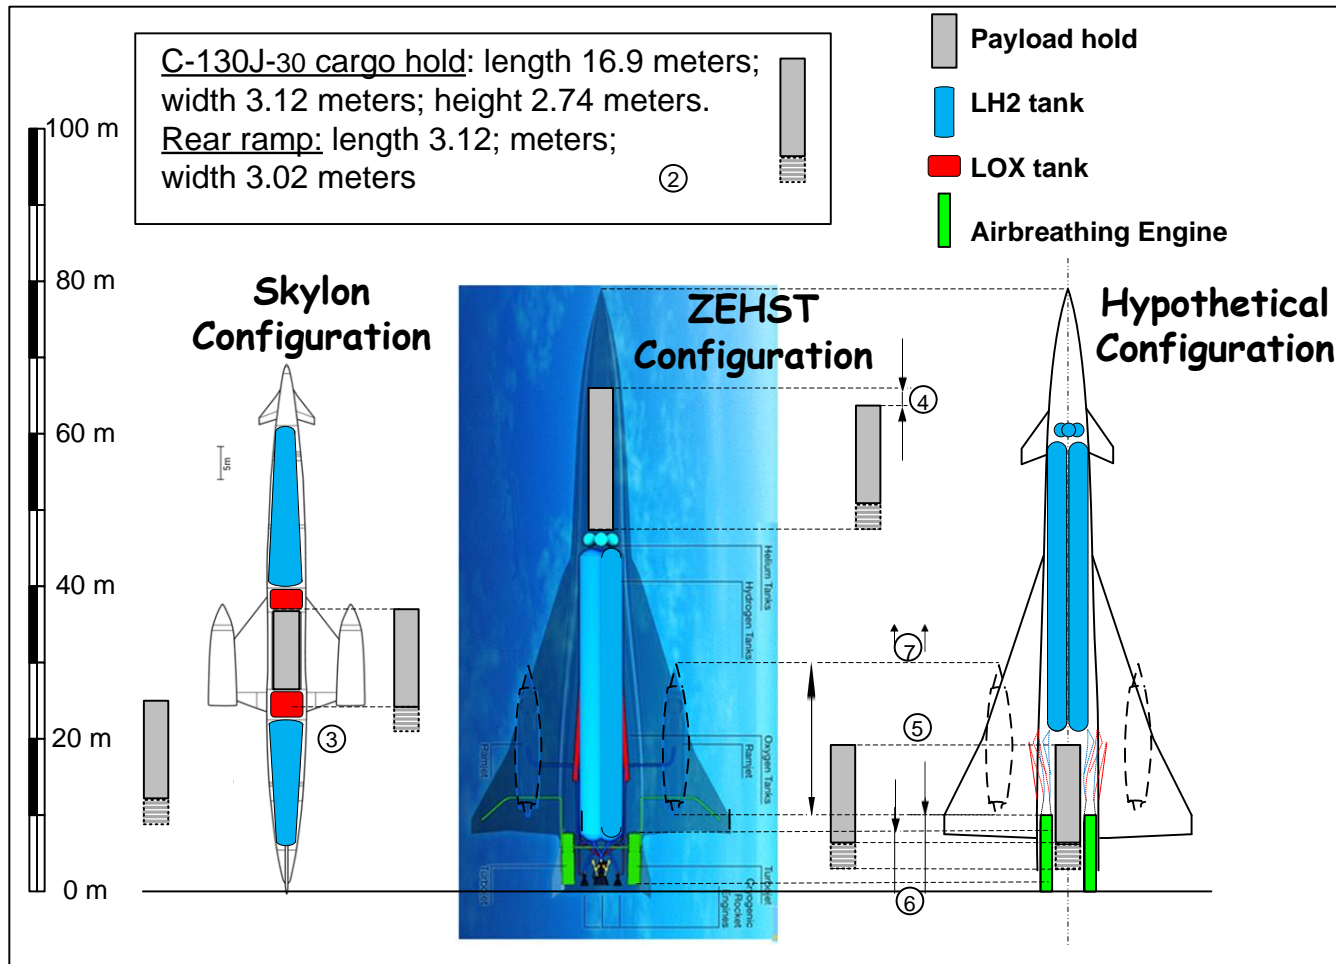 C-130J-30 cargo hold: length 16.9 meters;
width 3.12 meters; height 2.74 meters.
Rear ramp: length 3.12; meters;
width 3.02 meters
②
Payload hold
LH2 tank
LOX tank
Airbreathing Engine
100 m
80 m
60 m
40 m
20 m
0 m
Skylon
Configuration
5m
③
ZEHST
Configuration
④
Helium Tanks
Hydrogen Tanks
Oxygen Tanks
Ramjet
Ramjet
Turbojet
Turbojet
Cryogenic
Rocket
Engines
Hypothetical
Configuration
⑦
⑤
⑥